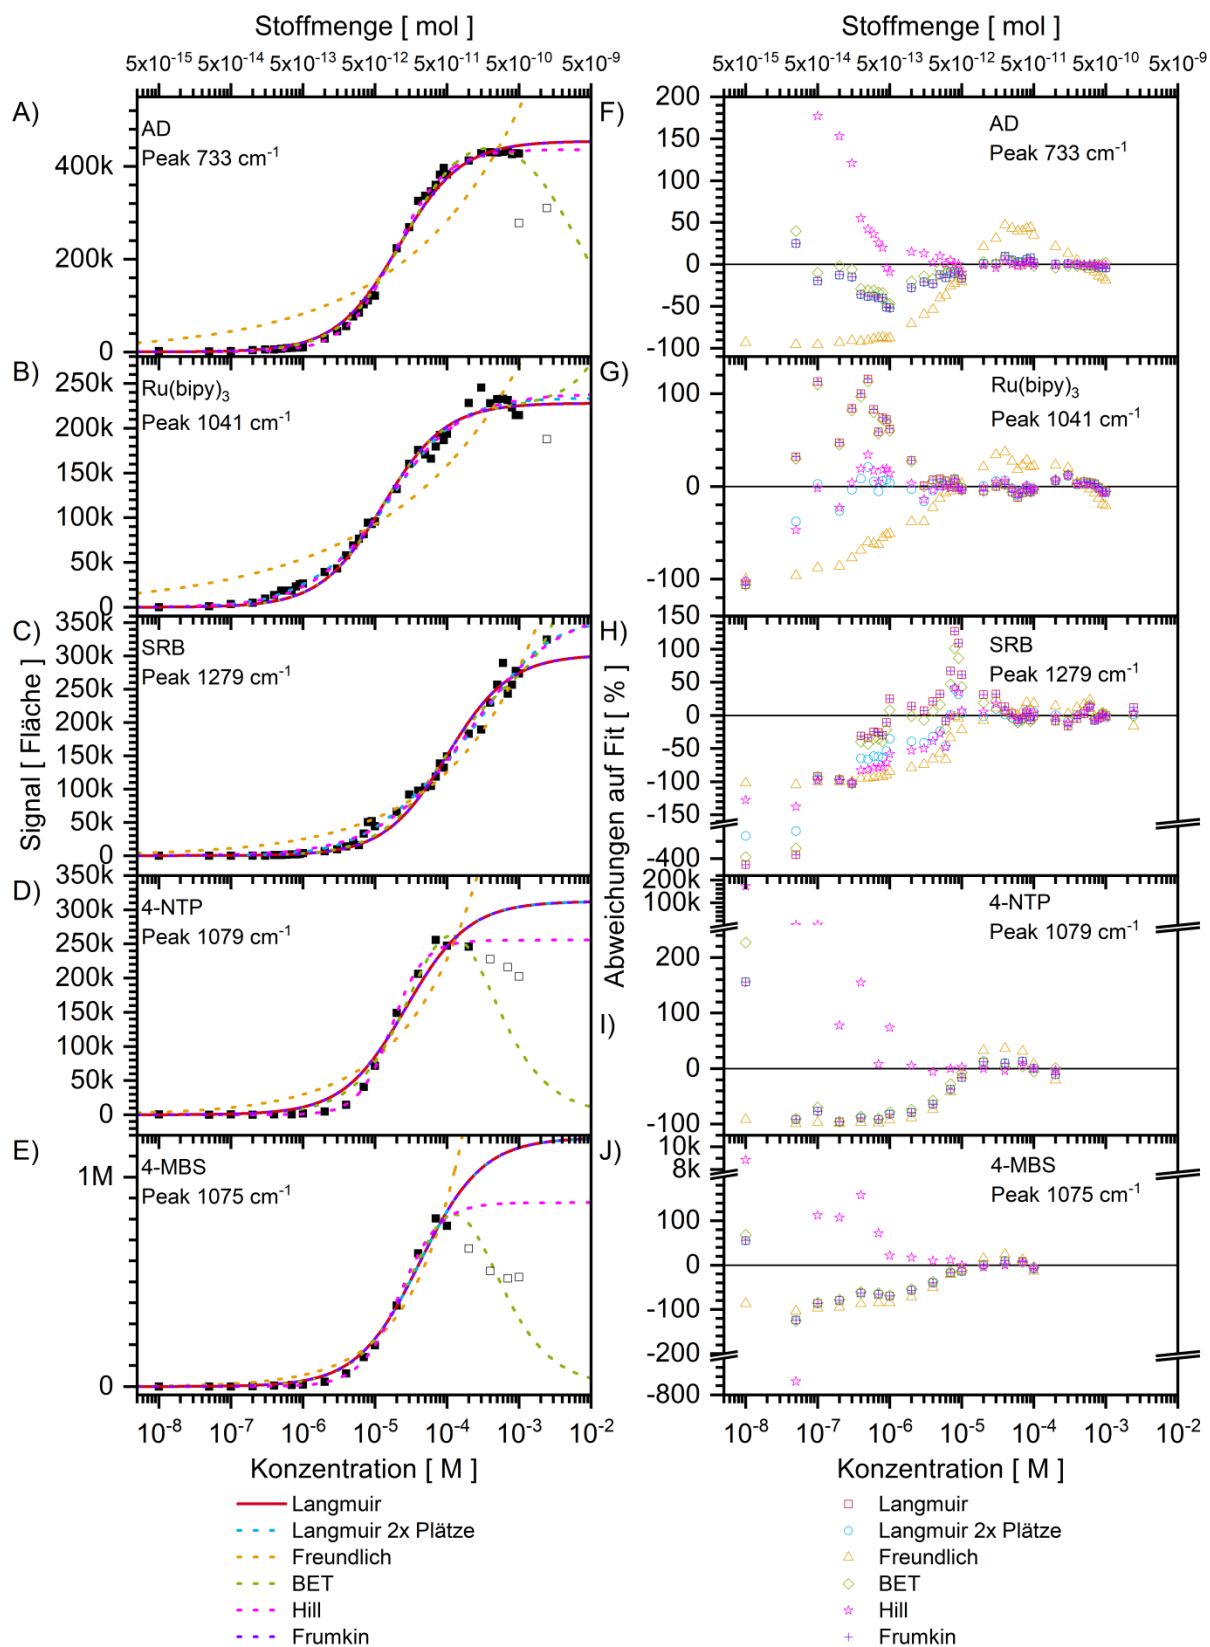 Stoffmenge [ mol ]
5x10⁻¹⁵ 5x10⁻¹⁴ 5x10⁻¹³ 5x10⁻¹² 5x10⁻¹¹ 5x10⁻¹⁰ 5x10⁻⁹
A)
AD
Peak 733 cm⁻¹
400k
200k
0
B)
Ru(bipy)₃
Peak 1041 cm⁻¹
250k
200k
150k
100k
50k
0
C)
SRB
Peak 1279 cm⁻¹
350k
300k
250k
200k
150k
100k
50k
0
Signal [ Fläche ]
D)
4-NTP
Peak 1079 cm⁻¹
350k
300k
250k
200k
150k
100k
50k
0
E)
4-MBS
Peak 1075 cm⁻¹
1M
0
10⁻⁸ 10⁻⁷ 10⁻⁶ 10⁻⁵ 10⁻⁴ 10⁻³ 10⁻²
Konzentration [ M ]
Langmuir
Langmuir 2x Plätze
Freundlich
BET
Hill
Frumkin
Stoffmenge [ mol ]
5x10⁻¹⁵ 5x10⁻¹⁴ 5x10⁻¹³ 5x10⁻¹² 5x10⁻¹¹ 5x10⁻¹⁰ 5x10⁻⁹
F)
AD
Peak 733 cm⁻¹
200
150
100
50
0
-50
-100
G)
Ru(bipy)₃
Peak 1041 cm⁻¹
100
0
-100
H)
SRB
Peak 1279 cm⁻¹
150
100
50
0
-50
-100
-150
-400
Abweichungen auf Fit [ % ]
I)
4-NTP
Peak 1079 cm⁻¹
200k
100k
200
100
0
-100
J)
4-MBS
Peak 1075 cm⁻¹
10k
8k
100
0
-100
-200
-800
10⁻⁸ 10⁻⁷ 10⁻⁶ 10⁻⁵ 10⁻⁴ 10⁻³ 10⁻²
Konzentration [ M ]
Langmuir
Langmuir 2x Plätze
Freundlich
BET
Hill
Frumkin